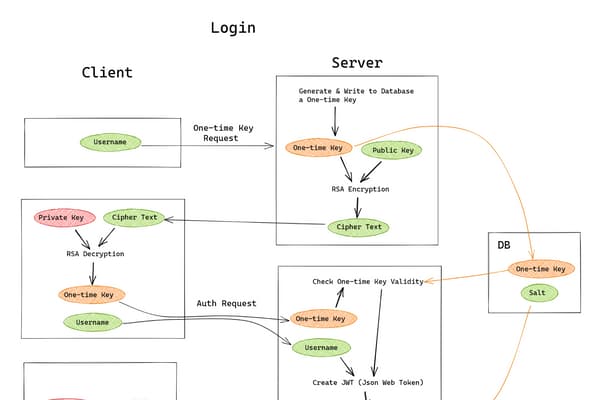 Login
Client
Server
Generate & Write to Database
a One-time Key
Username
One-time Key
Request
One-time Key
Public Key
RSA Encryption
Cipher Text
Private Key
Cipher Text
RSA Decryption
One-time Key
Username
Auth Request
Check One-time Key Validity
One-time Key
Username
Create JWT (Json Web Token)
DB
One-time Key
Salt